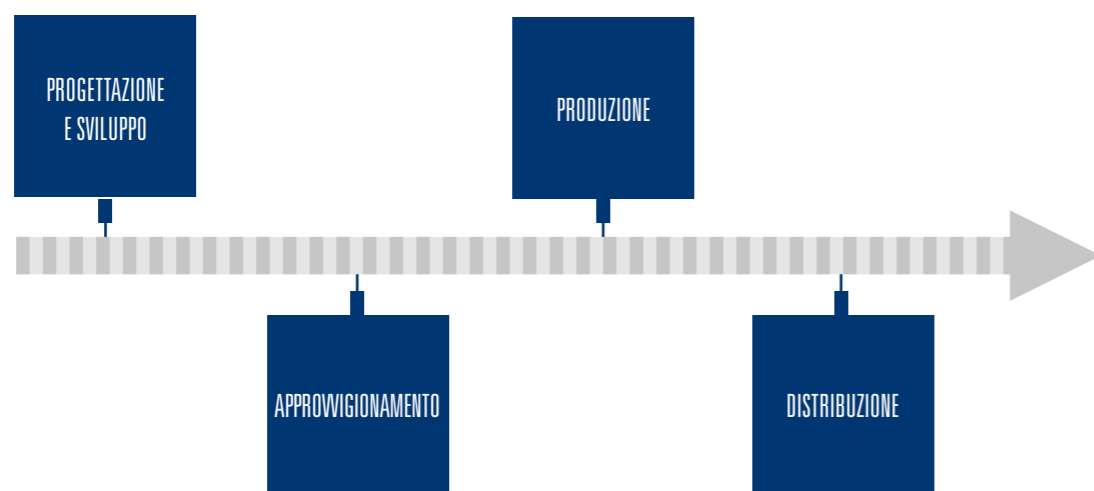 PROGETTAZIONE
E SVILUPPO
APPROVVIGIONAMENTO
PRODUZIONE
DISTRIBUZIONE